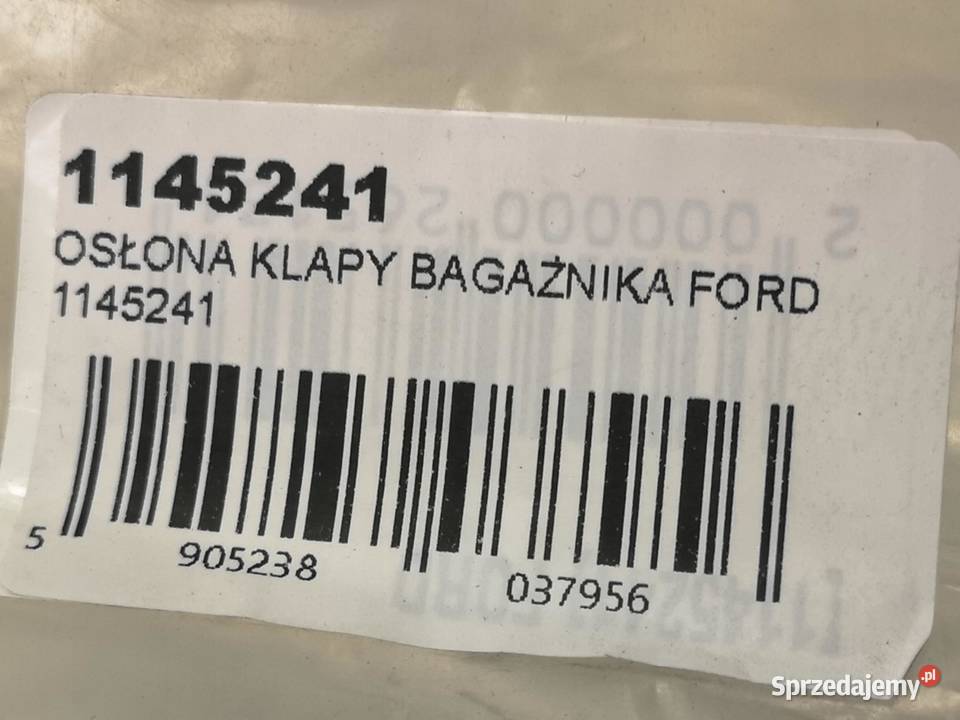 1145241
OSŁONA KLAPY BAGAŻNIKA FORD
1145241
5 905238 037956
Sprzedajemy.pl